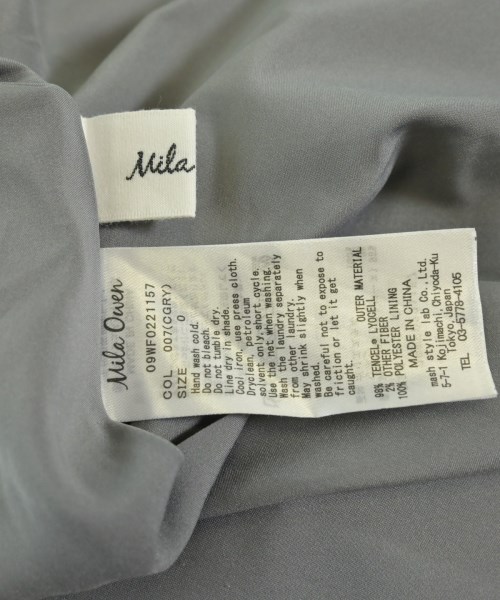 Mila
Mila Owen
09WF0221157
COL 007(CGRY)
SIZE 0
Hand wash cold.
Do not bleach.
Do not tumble dry.
Line dry in shade.
Cool iron, use press cloth.
Dryclean, petroleum
solvent only.short cycle.
Use the net when washing.
Wash the laundry separately
from other laundry.
May shrink slightly when
washed.
Be careful not to expose to
friction or let it get
caught.
OUTER MATERIAL
98% TENCEL® LYOCELL
2% OTHER FIBER
100% POLYESTER LINING
MADE IN CHINA
mash style lab Co.,Ltd.
5-7-1 Kojimachi,Chiyoda-Ku
Tokyo,Japan
TEL 03-5778-4105